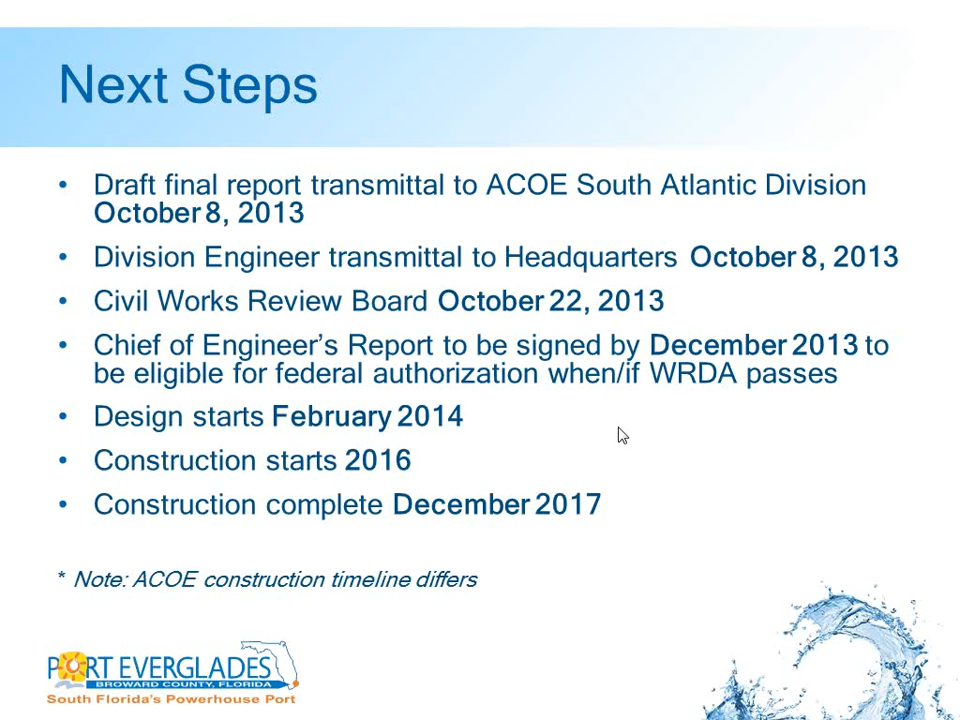 Next Steps
• Draft final report transmittal to ACOE South Atlantic Division
October 8, 2013
• Division Engineer transmittal to Headquarters October 8, 2013
• Civil Works Review Board October 22, 2013
• Chief of Engineer's Report to be signed by December 2013 to
be eligible for federal authorization when/if WRDA passes
• Design starts February 2014
• Construction starts 2016
• Construction complete December 2017
* Note: ACOE construction timeline differs
PORT EVERGLADES
BROWARD COUNTY, FLORIDA
South Florida's Powerhouse Port